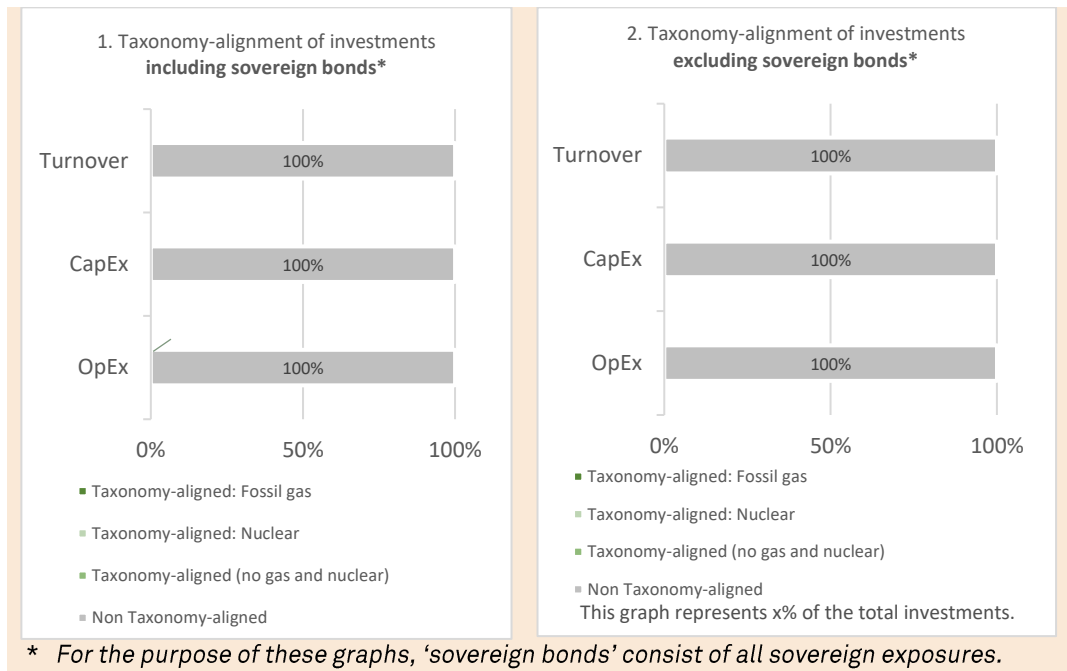 1. Taxonomy-alignment of investments
including sovereign bonds*
Turnover
100%
CapEx
100%
OpEx
100%
0%
50%
100%
Taxonomy-aligned: Fossil gas
Taxonomy-aligned: Nuclear
Taxonomy-aligned (no gas and nuclear)
Non Taxonomy-aligned
2. Taxonomy-alignment of investments
excluding sovereign bonds*
Turnover
100%
CapEx
100%
OpEx
100%
0%
50%
100%
Taxonomy-aligned: Fossil gas
Taxonomy-aligned: Nuclear
Taxonomy-aligned (no gas and nuclear)
Non Taxonomy-aligned
This graph represents x% of the total investments.
* For the purpose of these graphs, ‘sovereign bonds’ consist of all sovereign exposures.